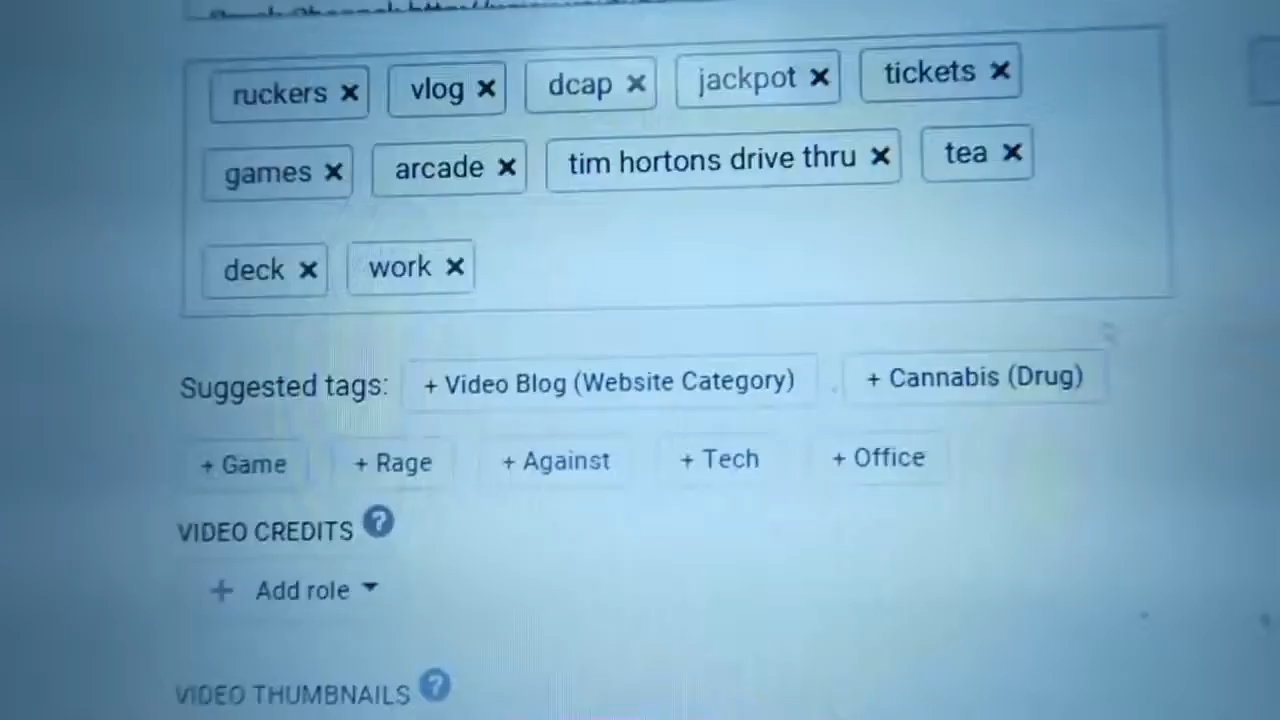 ruckers × vlog × dcap × jackpot × tickets ×
games × arcade × tim hortons drive thru × tea ×
deck × work ×
Suggested tags: + Video Blog (Website Category) + Cannabis (Drug)
+ Game + Rage + Against + Tech + Office
VIDEO CREDITS ?
+ Add role
VIDEO THUMBNAILS ?